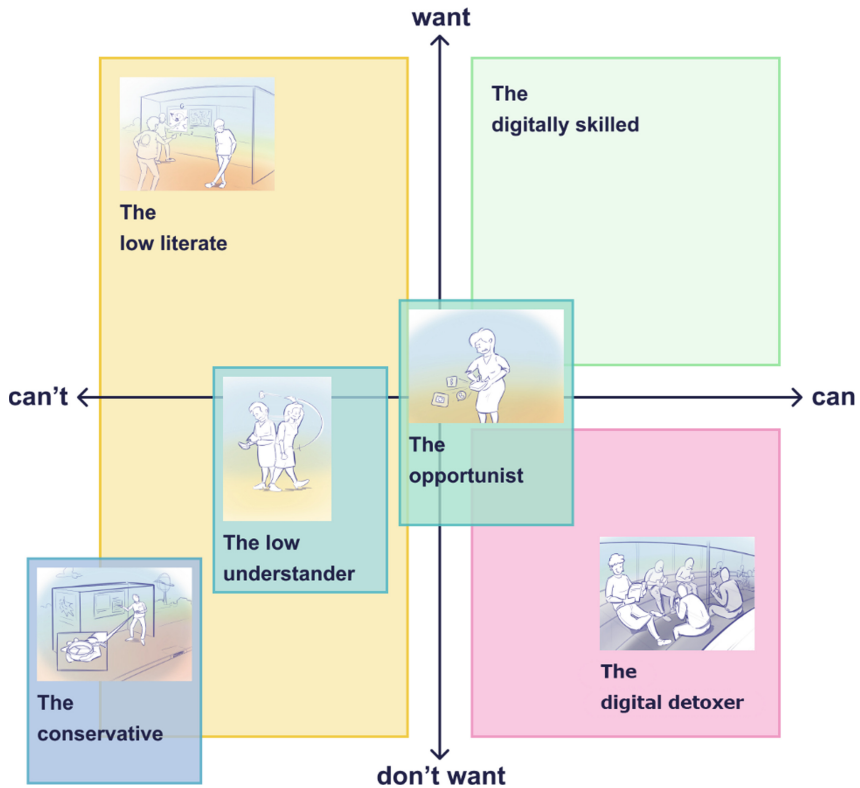 want
The
digitally skilled
The
low literate
can't
can
The
opportunist
The low
understander
The
digital detoxer
The
conservative
don't want